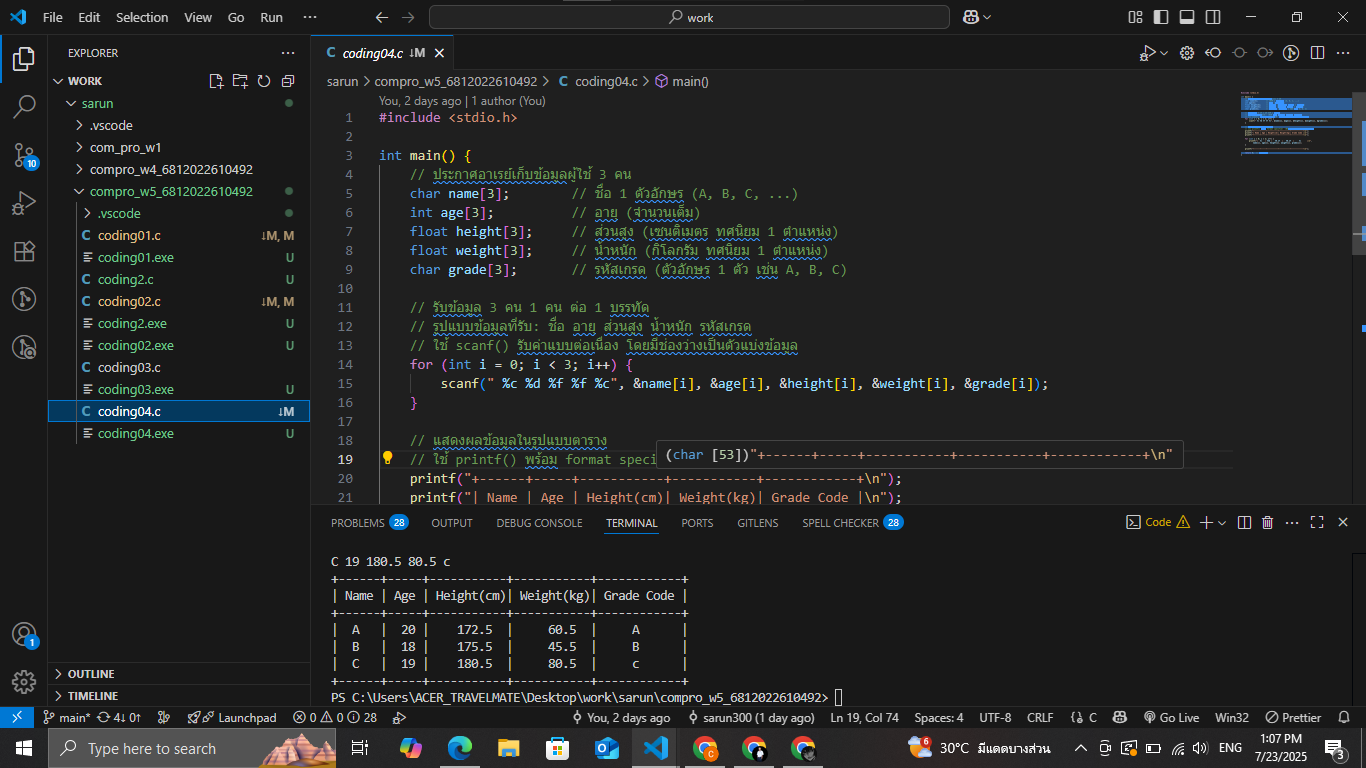 File Edit Selection View Go Run ··· work
EXPLORER ···
WORK
sarun
.vscode
com_pro_w1
compro_w4_6812022610492
compro_w5_6812022610492
.vscode
coding01.c ↓M, M
coding01.exe U
coding2.c U
coding02.c ↓M, M
coding2.exe U
coding02.exe U
coding03.c
coding03.exe U
coding04.c ↓M
coding04.exe U
OUTLINE
TIMELINE
10
1
coding04.c ↓M
sarun > compro_w5_6812022610492 > C coding04.c > main()
You, 2 days ago | 1 author (You)
1 #include <stdio.h>
2
3 int main() {
4 // ประกาศอาเรย์เก็บข้อมูลผู้ใช้ 3 คน
5 char name[3]; // ชื่อ 1 ตัวอักษร (A, B, C, ...)
6 int age[3]; // อายุ (จำนวนเต็ม)
7 float height[3]; // ส่วนสูง (เซนติเมตร ทศนิยม 1 ตำแหน่ง)
8 float weight[3]; // น้ำหนัก (กิโลกรัม ทศนิยม 1 ตำแหน่ง)
9 char grade[3]; // รหัสเกรด (ตัวอักษร 1 ตัว เช่น A, B, C)
10
11 // รับข้อมูล 3 คน 1 คน ต่อ 1 บรรทัด
12 // รูปแบบข้อมูลที่รับ: ชื่อ อายุ ส่วนสูง น้ำหนัก รหัสเกรด
13 // ใช้ scanf() รับค่าแบบต่อเนื่อง โดยมีช่องว่างเป็นตัวแบ่งข้อมูล
14 for (int i = 0; i < 3; i++) {
15 scanf(" %c %d %f %f %c", &name[i], &age[i], &height[i], &weight[i], &grade[i]);
16 }
17
18 // แสดงผลข้อมูลในรูปแบบตาราง
19 // ใช้ printf() พร้อม format speci
(char [53])"+------+-----+-----------+-----------+------------+\n"
20 printf("+------+-----+-----------+-----------+------------+\n");
21 printf("| Name | Age | Height(cm)| Weight(kg)| Grade Code |\n");
PROBLEMS 28 OUTPUT DEBUG CONSOLE TERMINAL PORTS GITLENS SPELL CHECKER 28 Code
C 19 180.5 80.5 c
+------+-----+-----------+-----------+------------+
| Name | Age | Height(cm)| Weight(kg)| Grade Code |
+------+-----+-----------+-----------+------------+
| A | 20 | 172.5 | 60.5 | A |
| B | 18 | 175.5 | 45.5 | B |
| C | 19 | 180.5 | 80.5 | c |
+------+-----+-----------+-----------+------------+
PS C:\Users\ACER_TRAVELMATE\Desktop\work\sarun\compro_w5_6812022610492>
main* 4↓ 0↑ Launchpad 0 0 28 You, 2 days ago sarun300 (1 day ago) Ln 19, Col 74 Spaces: 4 UTF-8 CRLF {} C Go Live Win32 Prettier
Type here to search 6 30°C มีแดดบางส่วน ENG 1:07 PM
7/23/2025 3